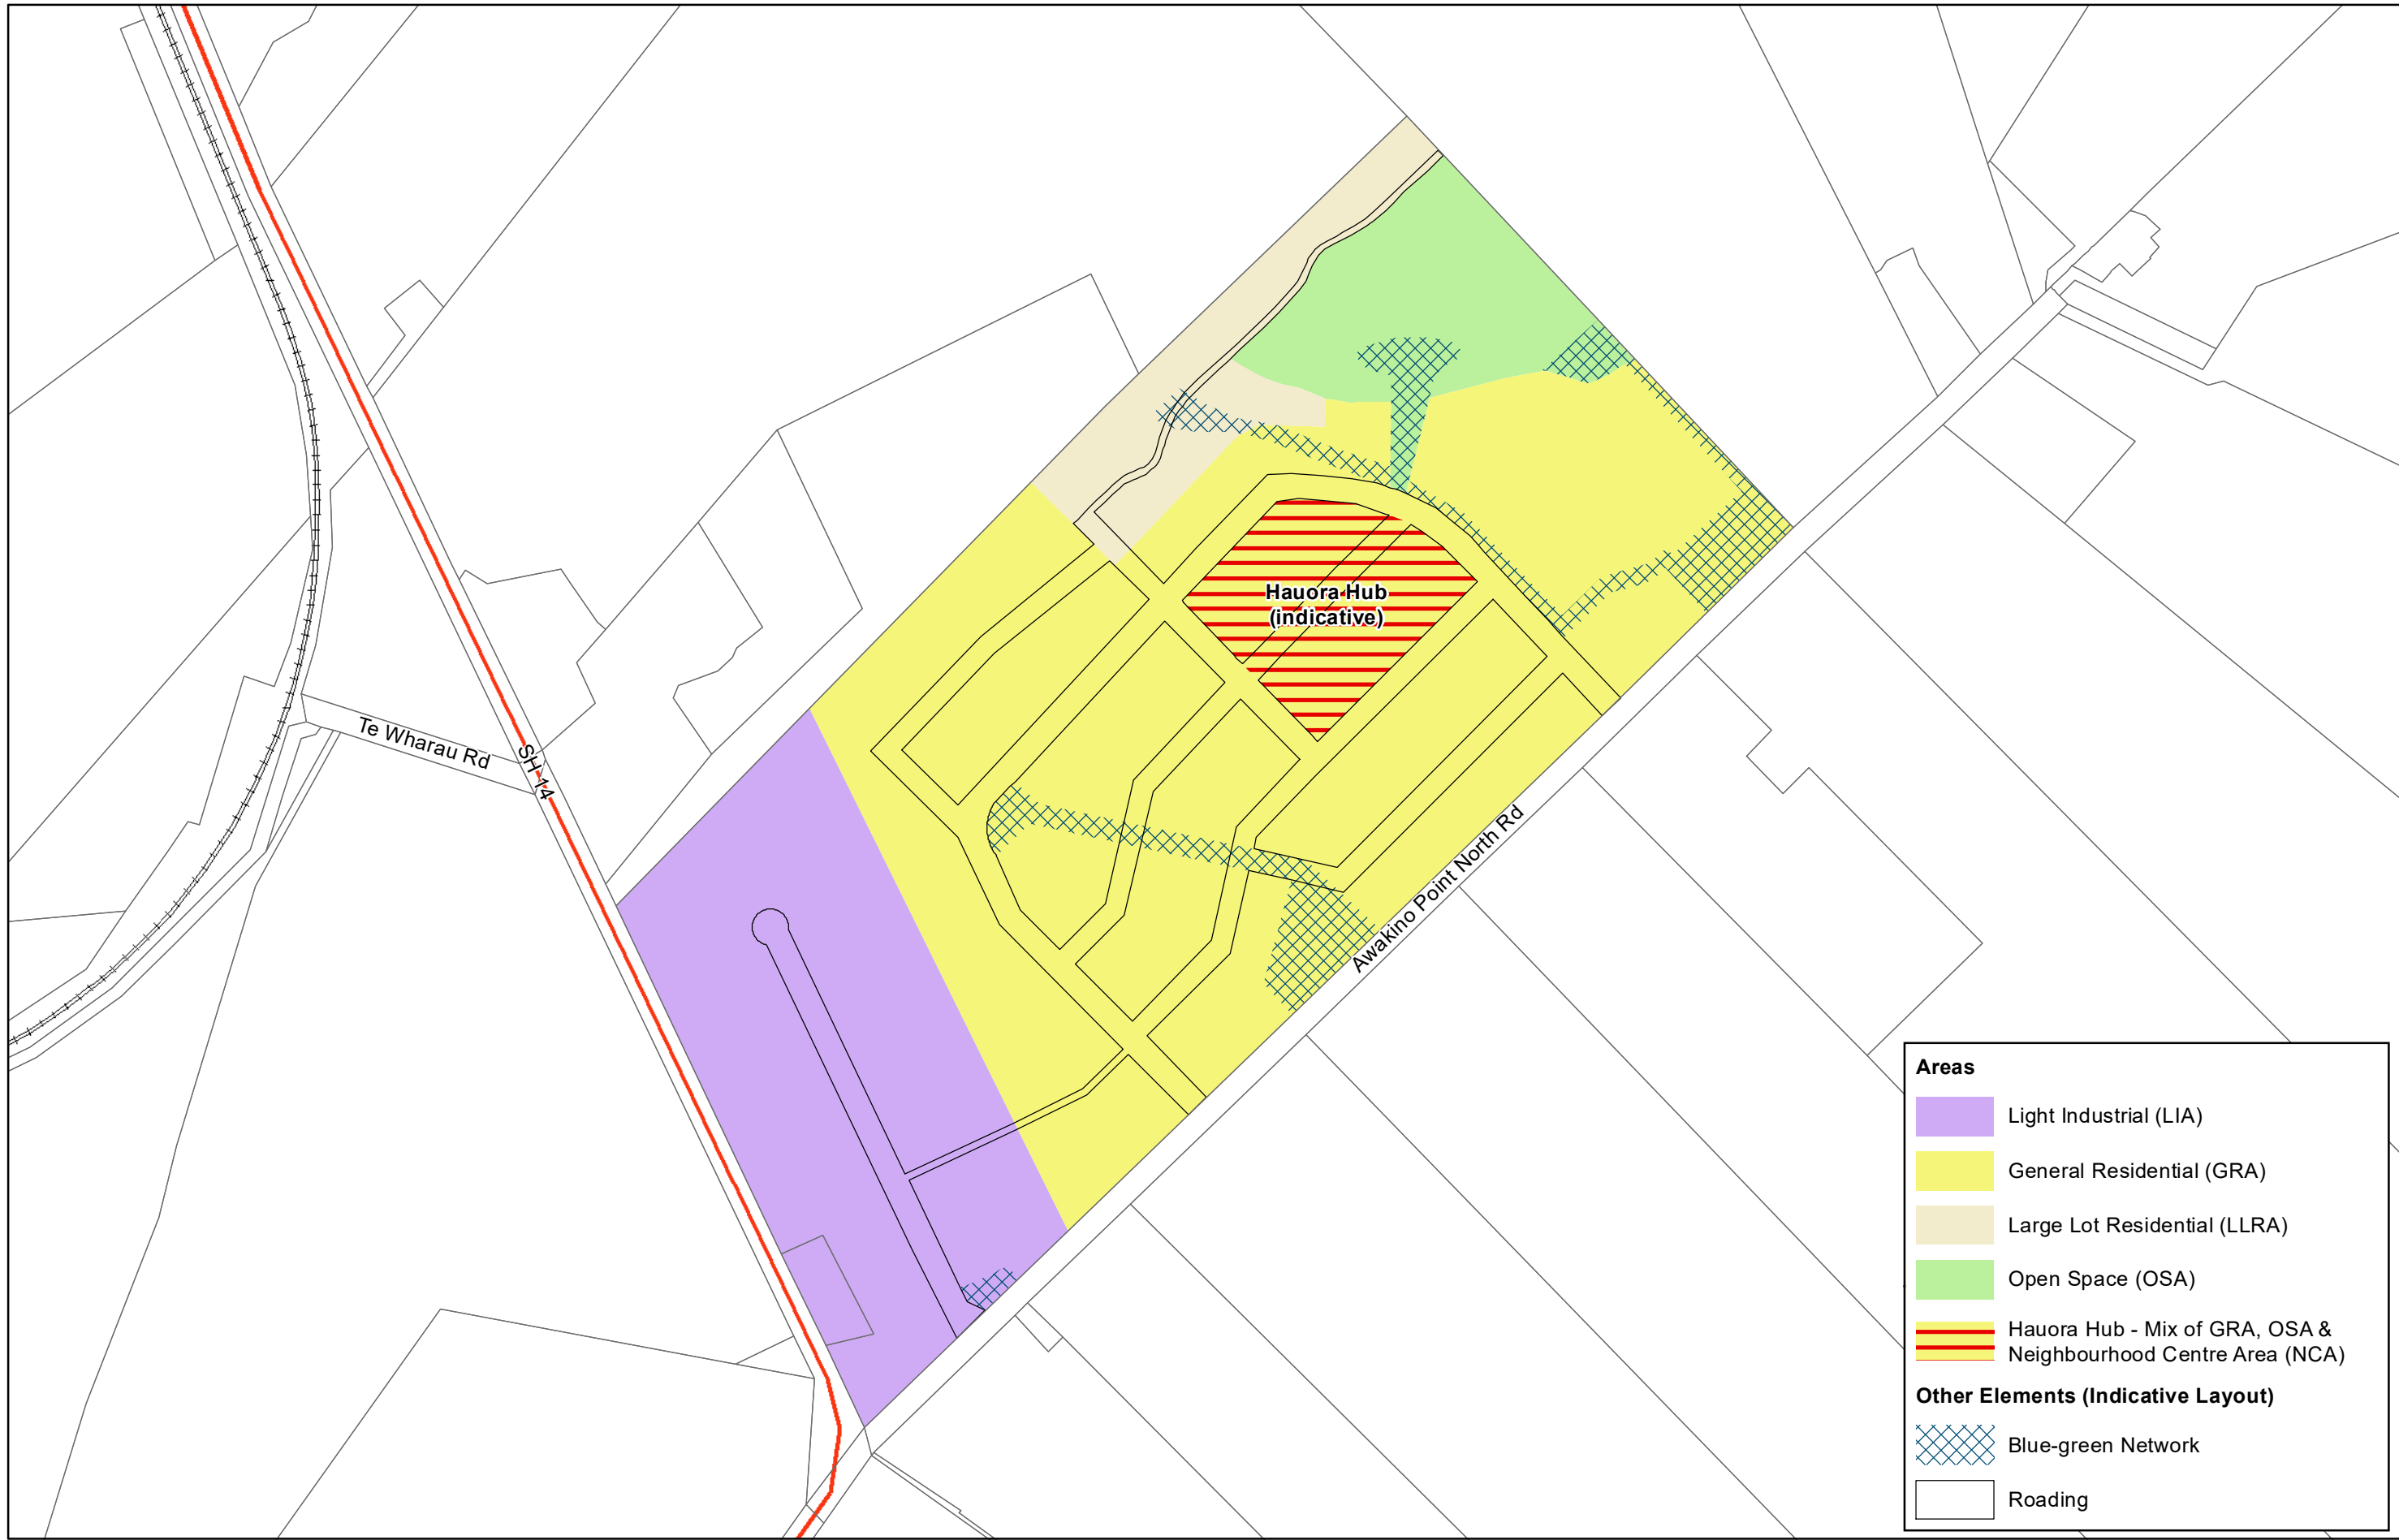 Hauora Hub
(indicative)
Te Wharau Rd
SH 14
Awakino Point North Rd
Areas
Light Industrial (LIA)
General Residential (GRA)
Large Lot Residential (LLRA)
Open Space (OSA)
Hauora Hub - Mix of GRA, OSA &
Neighbourhood Centre Area (NCA)
Other Elements (Indicative Layout)
Blue-green Network
Roading